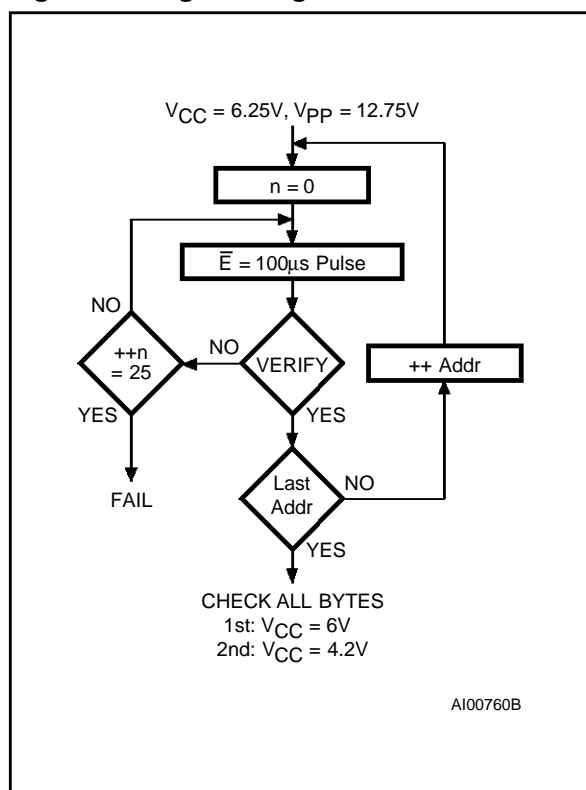 V_CC = 6.25V, V_PP = 12.75V
n = 0
E̅ = 100µs Pulse
NO
++n
= 25
NO
VERIFY
++ Addr
YES
YES
Last
Addr
NO
FAIL
YES
CHECK ALL BYTES
1st: V_CC = 6V
2nd: V_CC = 4.2V
AI00760B